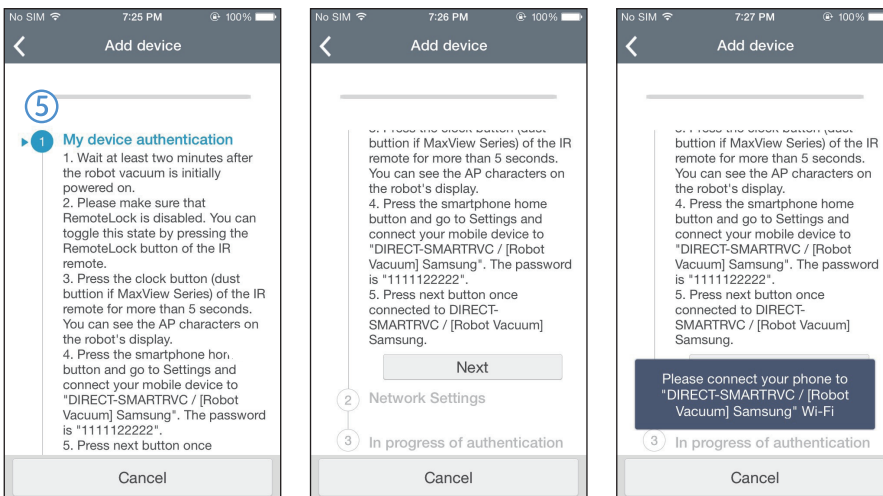 No SIM 7:25 PM 100%
Add device
5
1 My device authentication
1. Wait at least two minutes after
the robot vacuum is initially
powered on.
2. Please make sure that
RemoteLock is disabled. You can
toggle this state by pressing the
RemoteLock button of the IR
remote.
3. Press the clock button (dust
buttion if MaxView Series) of the IR
remote for more than 5 seconds.
You can see the AP characters on
the robot's display.
4. Press the smartphone hor
button and go to Settings and
connect your mobile device to
"DIRECT-SMARTRVC / [Robot
Vacuum] Samsung". The password
is "1111122222".
5. Press next button once
Cancel
No SIM 7:26 PM 100%
Add device
3. Press the clock button (dust
buttion if MaxView Series) of the IR
remote for more than 5 seconds.
You can see the AP characters on
the robot's display.
4. Press the smartphone home
button and go to Settings and
connect your mobile device to
"DIRECT-SMARTRVC / [Robot
Vacuum] Samsung". The password
is "1111122222".
5. Press next button once
connected to DIRECT-
SMARTRVC / [Robot Vacuum]
Samsung.
Next
2 Network Settings
3 In progress of authentication
Cancel
No SIM 7:27 PM 100%
Add device
3. Press the clock button (dust
buttion if MaxView Series) of the IR
remote for more than 5 seconds.
You can see the AP characters on
the robot's display.
4. Press the smartphone home
button and go to Settings and
connect your mobile device to
"DIRECT-SMARTRVC / [Robot
Vacuum] Samsung". The password
is "1111122222".
5. Press next button once
connected to DIRECT-
SMARTRVC / [Robot Vacuum]
Samsung.
Please connect your phone to
"DIRECT-SMARTRVC / [Robot
Vacuum] Samsung" Wi-Fi
3 In progress of authentication
Cancel